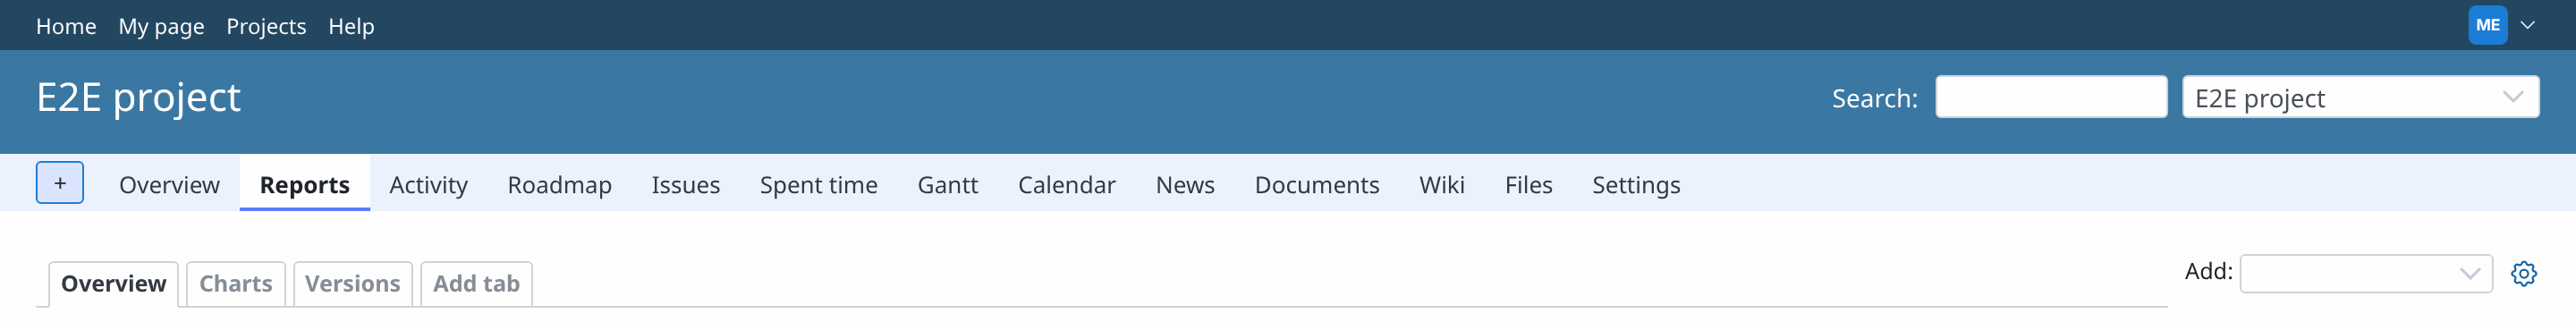 Home My page Projects Help ME
E2E project Search: E2E project
+ Overview Reports Activity Roadmap Issues Spent time Gantt Calendar News Documents Wiki Files Settings
Overview Charts Versions Add tab Add: